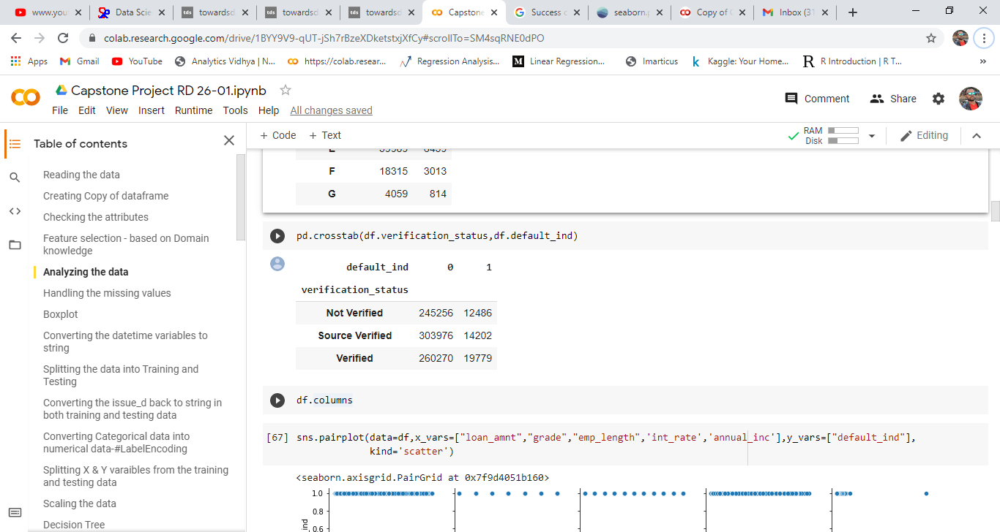 www.you
Data Scie
towardsd
towardsd
towardsd
Capstone
Success c
seaborn.p
Copy of C
Inbox (31
colab.research.google.com/drive/1BYY9V9-qUT-jSh7rBzeXDketstxjXfCy#scrollTo=SM4sqRNE0dPO
Apps Gmail YouTube Analytics Vidhya | N... https://colab.resear... Regression Analysis... Linear Regression... Imarticus Kaggle: Your Home... R Introduction | R T... »
Capstone Project RD 26-01.ipynb
Comment Share
File Edit View Insert Runtime Tools Help All changes saved
Table of contents
+ Code + Text
RAM
Disk
Editing
Reading the data
Creating Copy of dataframe
Checking the attributes
Feature selection - based on Domain
knowledge
Analyzing the data
Handling the missing values
Boxplot
Converting the datetime variables to
string
Splitting the data into Training and
Testing
Converting the issue_d back to string in
both training and testing data
Converting Categorical data into
numerical data-#LabelEncoding
Splitting X & Y varaibles from the training
and testing data
Scaling the data
Decision Tree
F 18315 3013
G 4059 814
pd.crosstab(df.verification_status,df.default_ind)
default_ind 0 1
verification_status
Not Verified 245256 12486
Source Verified 303976 14202
Verified 260270 19779
df.columns
[67] sns.pairplot(data=df,x_vars=["loan_amnt","grade","emp_length",'int_rate','annual_inc'],y_vars=["default_ind"],
kind='scatter')
<seaborn.axisgrid.PairGrid at 0x7f9d4051b160>
1.0
0.8
0.6
ind